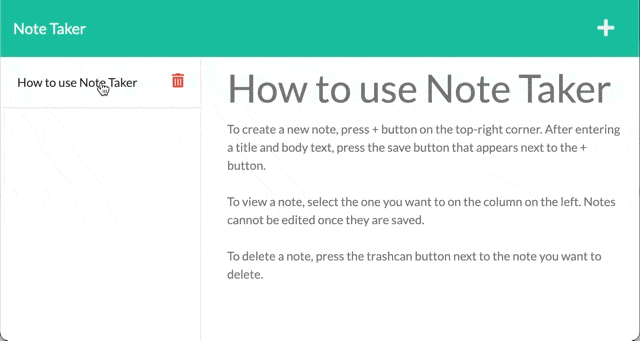 Note Taker
+
How to use Note Taker
How to use Note Taker
To create a new note, press + button on the top-right corner. After entering
a title and body text, press the save button that appears next to the +
button.
To view a note, select the one you want to on the column on the left. Notes
cannot be edited once they are saved.
To delete a note, press the trashcan button next to the note you want to
delete.